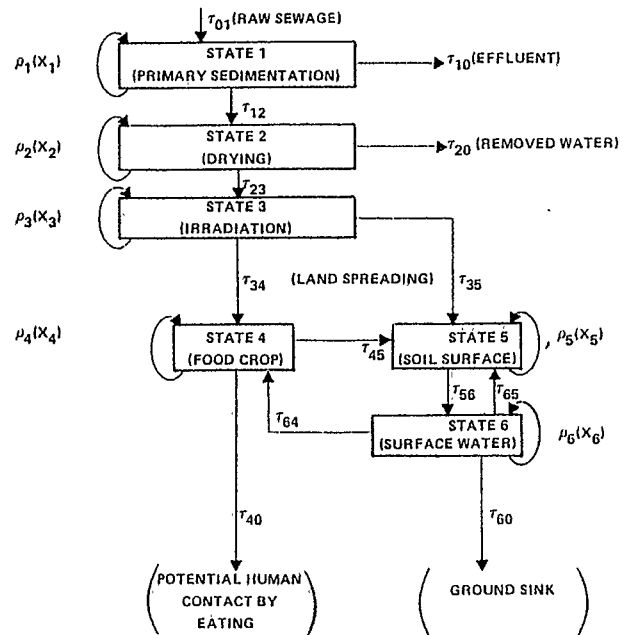 τ01 (RAW SEWAGE)
ρ1(X1)
STATE 1
(PRIMARY SEDIMENTATION)
τ10 (EFFLUENT)
τ12
ρ2(X2)
STATE 2
(DRYING)
τ20 (REMOVED WATER)
τ23
ρ3(X3)
STATE 3
(IRRADIATION)
τ34
(LAND SPREADING)
τ35
ρ4(X4)
STATE 4
(FOOD CROP)
τ45
STATE 5
(SOIL SURFACE)
, ρ5(X5)
τ56
τ65
τ64
STATE 6
(SURFACE WATER)
ρ6(X6)
τ40
τ60
(POTENTIAL HUMAN
CONTACT BY
EATING)
(GROUND SINK)